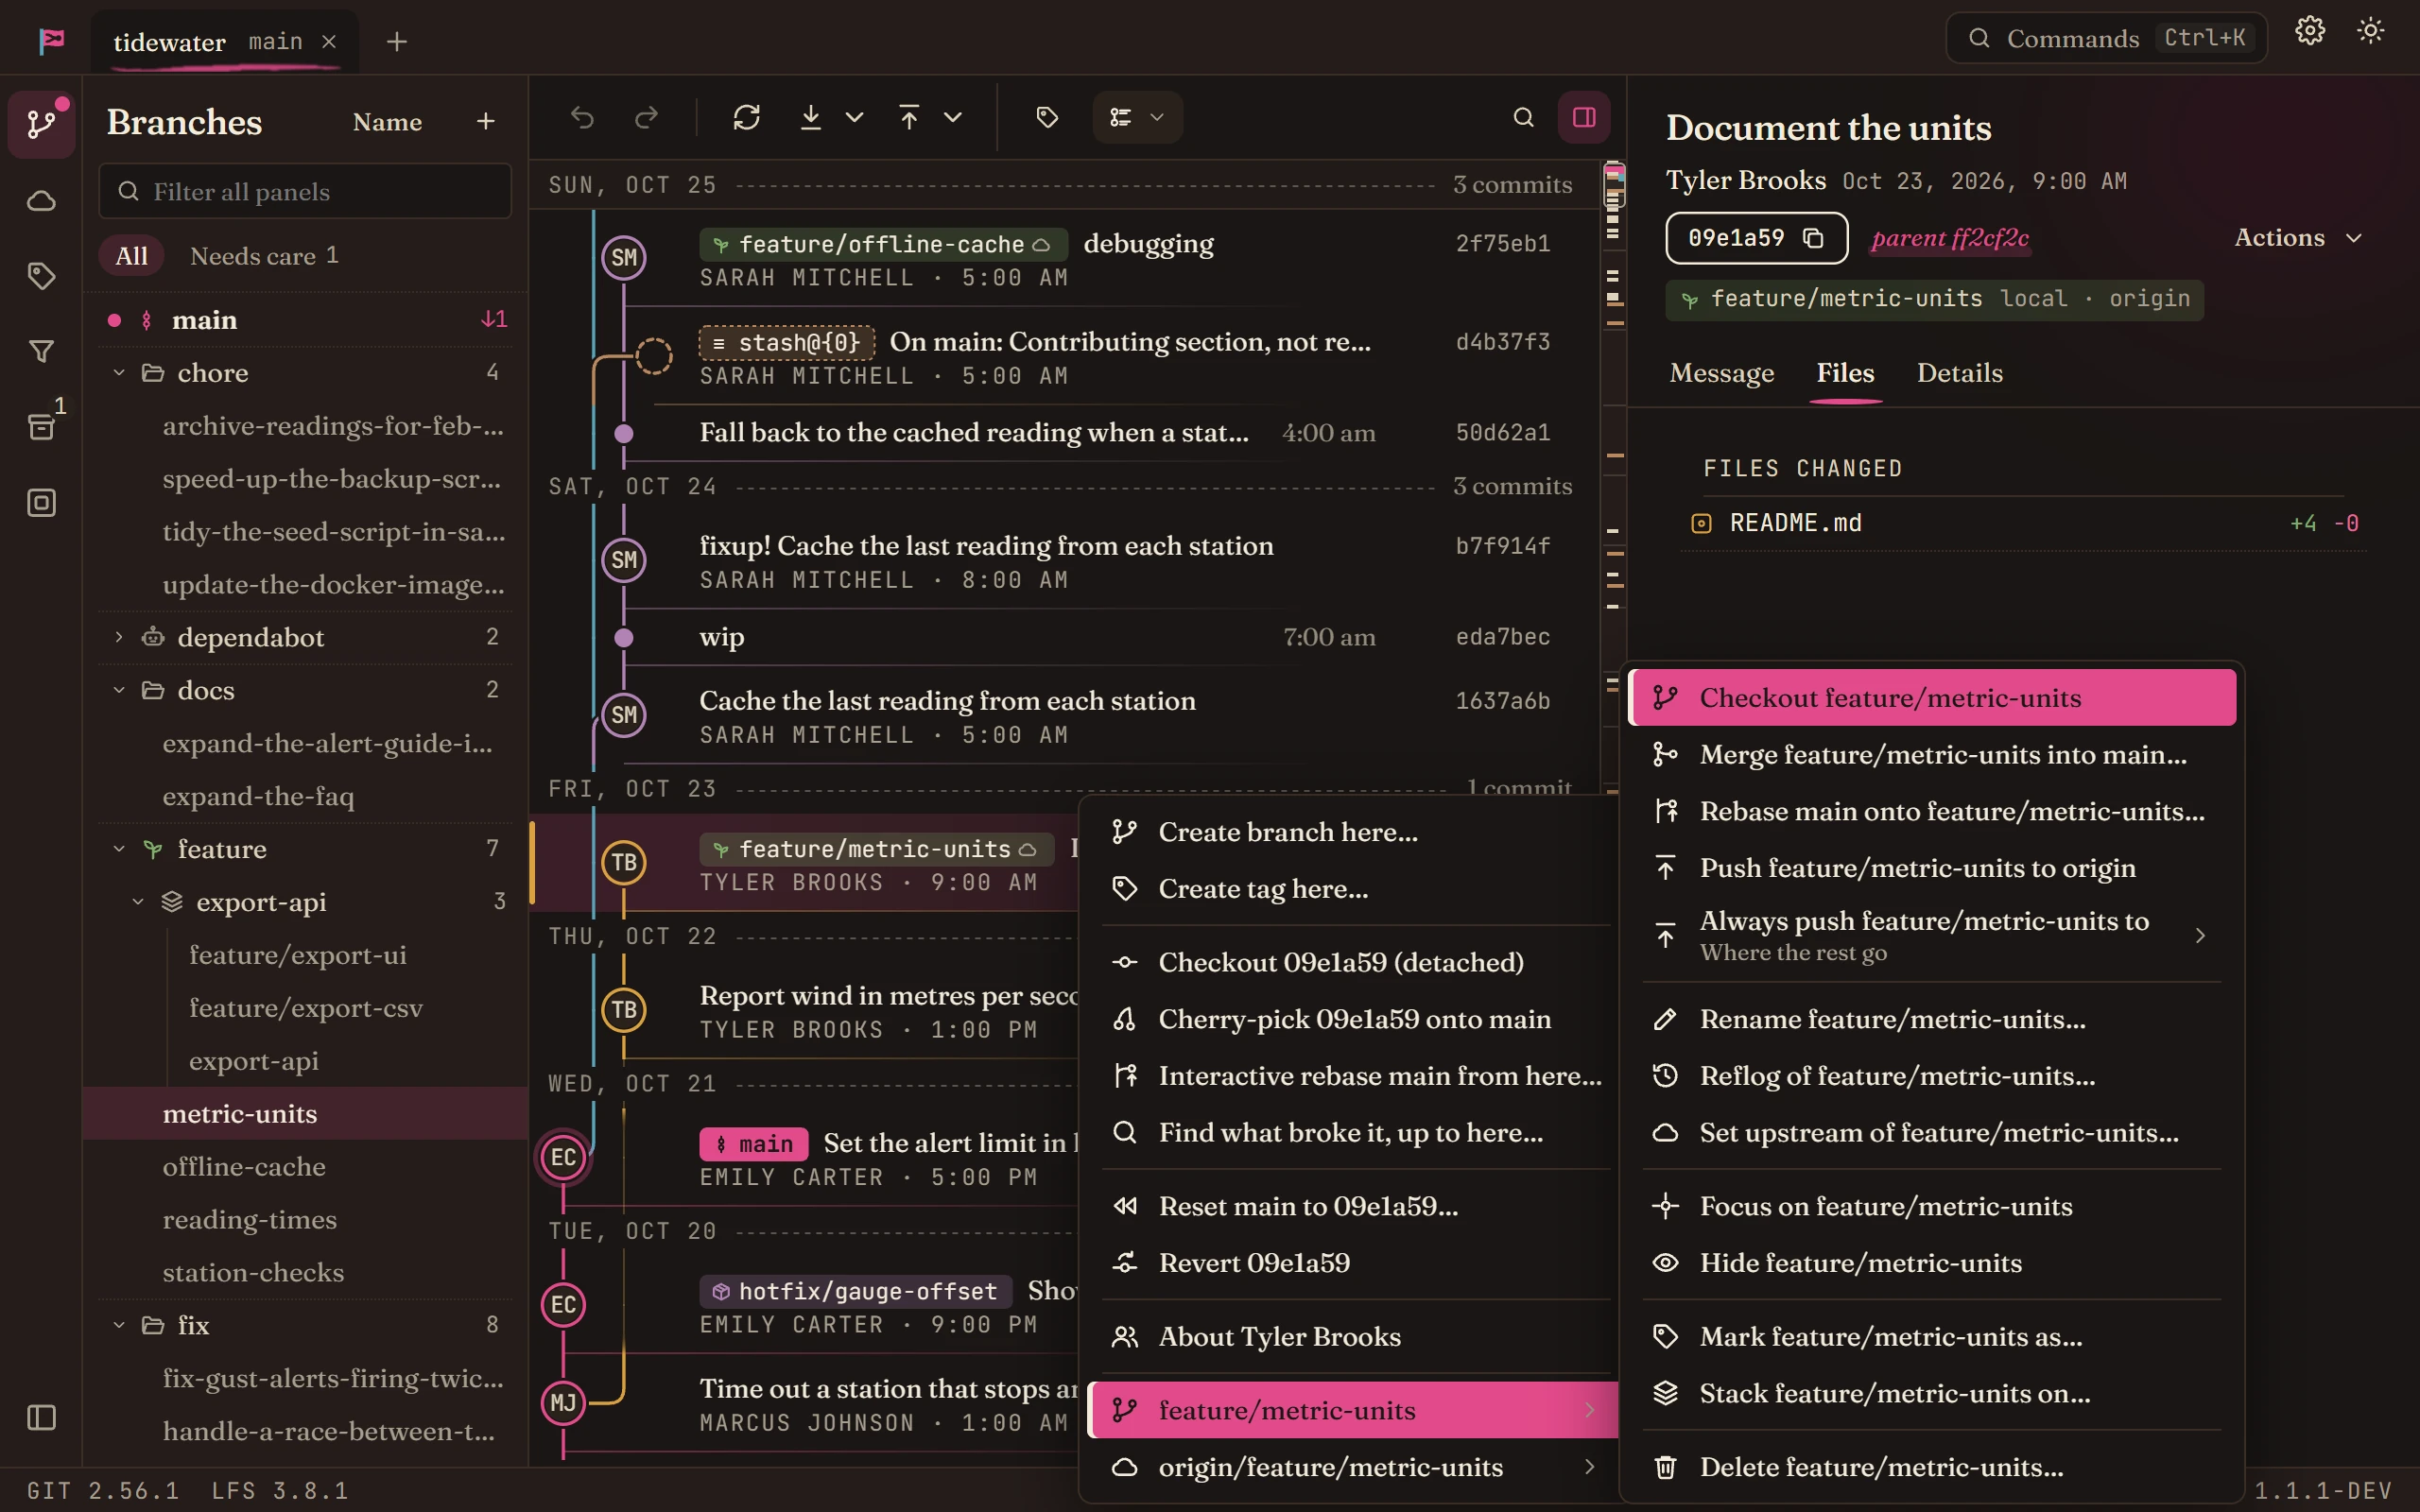 tidewater main
Commands Ctrl+K
Branches Name
Filter all panels
All Needs care 1
main ↓1
chore 4
archive-readings-for-feb-...
speed-up-the-backup-scr...
tidy-the-seed-script-in-sa...
update-the-docker-image...
dependabot 2
docs 2
expand-the-alert-guide-i...
expand-the-faq
feature 7
export-api 3
feature/export-ui
feature/export-csv
export-api
metric-units
offline-cache
reading-times
station-checks
fix 8
fix-gust-alerts-firing-twic...
handle-a-race-between-t...
1
SUN, OCT 25 3 commits
SM feature/offline-cache debugging 2f75eb1
SARAH MITCHELL · 5:00 AM
stash@{0} On main: Contributing section, not re... d4b37f3
SARAH MITCHELL · 5:00 AM
Fall back to the cached reading when a stat... 4:00 am 50d62a1
SAT, OCT 24 3 commits
SM fixup! Cache the last reading from each station b7f914f
SARAH MITCHELL · 8:00 AM
wip 7:00 am eda7bec
SM Cache the last reading from each station 1637a6b
SARAH MITCHELL · 5:00 AM
FRI, OCT 23 1 commit
TB feature/metric-units
TYLER BROOKS · 9:00 AM
THU, OCT 22
TB Report wind in metres per seco
TYLER BROOKS · 1:00 PM
WED, OCT 21
EC main Set the alert limit in
EMILY CARTER · 5:00 PM
TUE, OCT 20
EC hotfix/gauge-offset Sho
EMILY CARTER · 9:00 PM
MJ Time out a station that stops
MARCUS JOHNSON · 1:00 AM
Document the units
Tyler Brooks Oct 23, 2026, 9:00 AM
09e1a59 parent ff2cf2c Actions
feature/metric-units local · origin
Message Files Details
FILES CHANGED
README.md +4 -0
Create branch here...
Create tag here...
Checkout 09e1a59 (detached)
Cherry-pick 09e1a59 onto main
Interactive rebase main from here...
Find what broke it, up to here...
Reset main to 09e1a59...
Revert 09e1a59
About Tyler Brooks
feature/metric-units
origin/feature/metric-units
Checkout feature/metric-units
Merge feature/metric-units into main...
Rebase main onto feature/metric-units...
Push feature/metric-units to origin
Always push feature/metric-units to
Where the rest go
Rename feature/metric-units...
Reflog of feature/metric-units...
Set upstream of feature/metric-units...
Focus on feature/metric-units
Hide feature/metric-units
Mark feature/metric-units as...
Stack feature/metric-units on...
Delete feature/metric-units...
GIT 2.56.1 LFS 3.8.1
1.1.1-DEV